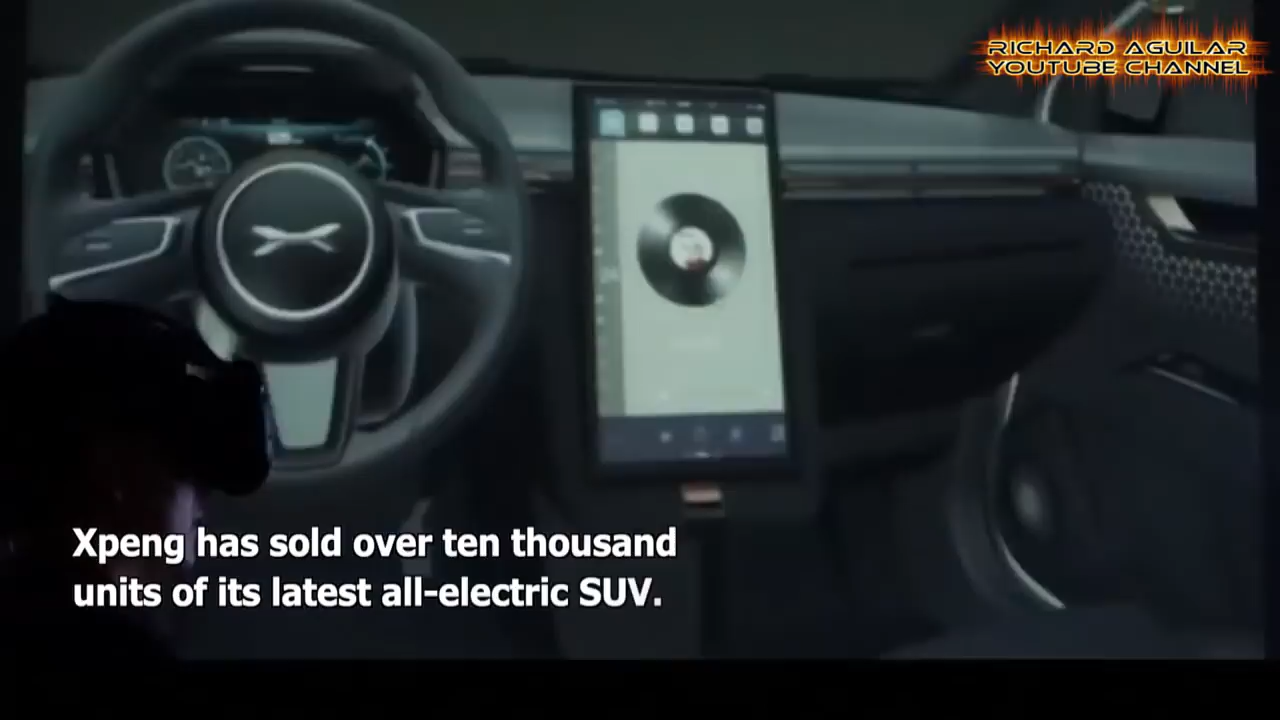 RICHARD AGUILAR
YOUTUBE CHANNEL
Xpeng has sold over ten thousand
units of its latest all-electric SUV.